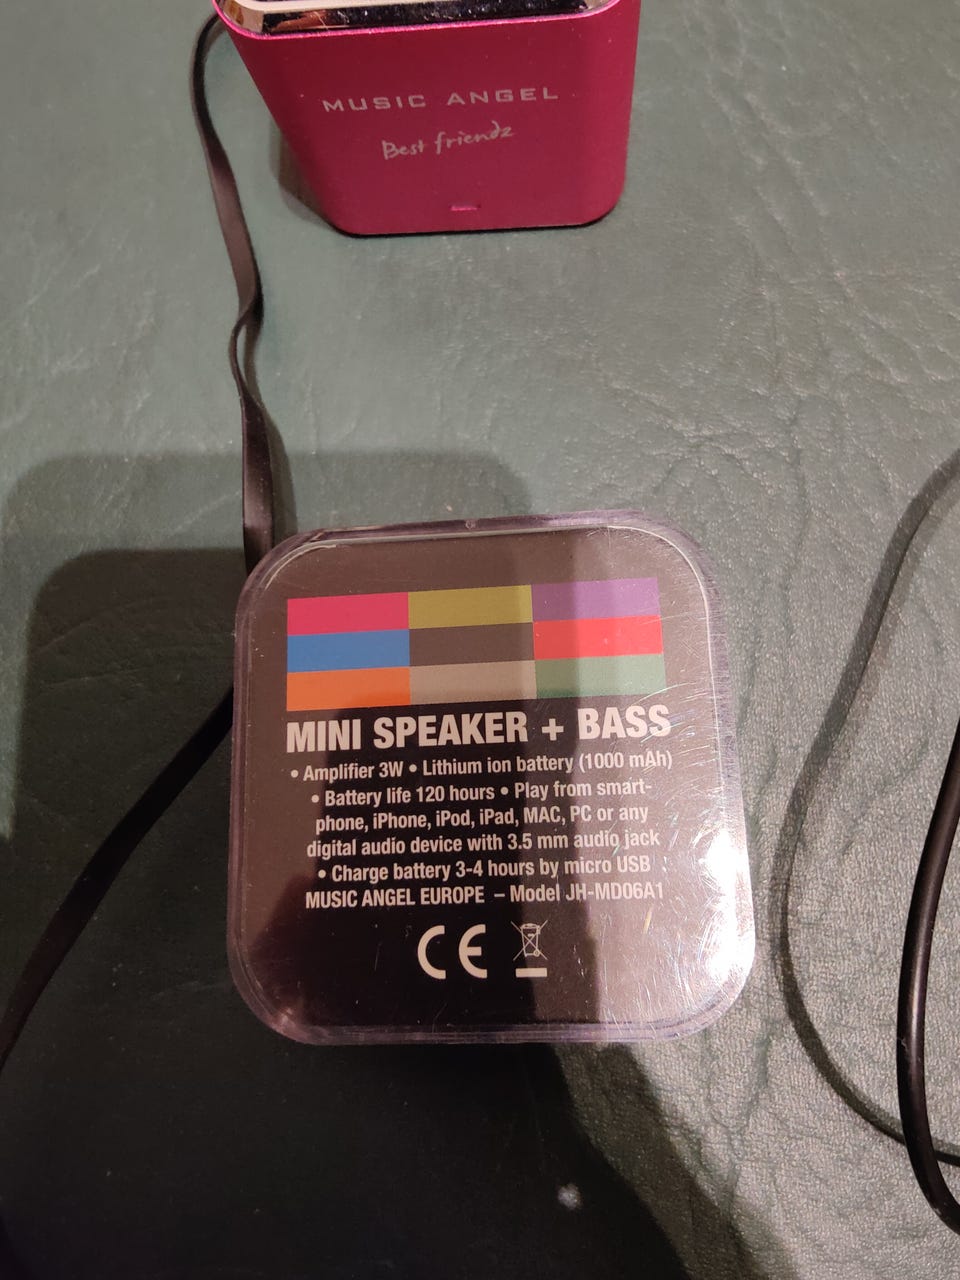 MUSIC ANGEL
Best friendz
MINI SPEAKER + BASS
• Amplifier 3W • Lithium ion battery (1000 mAh)
• Battery life 120 hours • Play from smart-
phone, iPhone, iPod, iPad, MAC, PC or any
digital audio device with 3.5 mm audio jack
• Charge battery 3-4 hours by micro USB
MUSIC ANGEL EUROPE – Model JH-MD06A1
CE